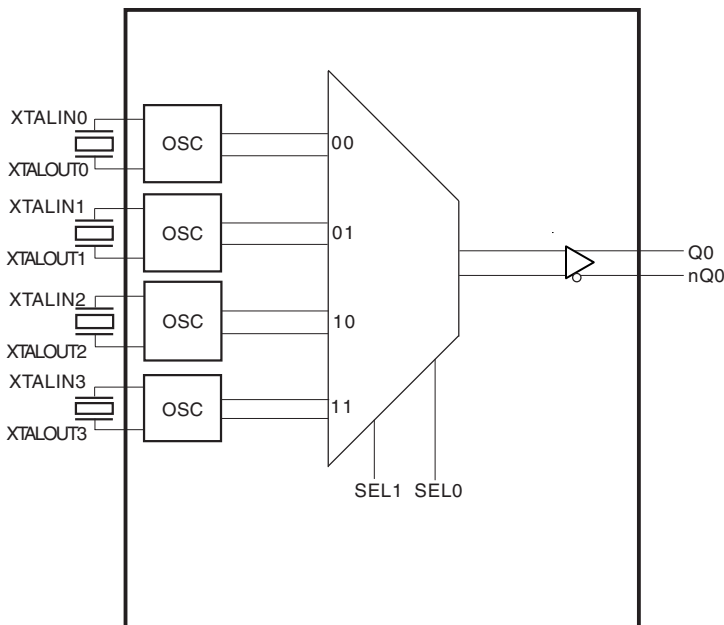 XTALIN0
OSC
00
XTALOUT0
XTALIN1
OSC
01
XTALOUT1
Q0
nQ0
XTALIN2
OSC
10
XTALOUT2
XTALIN3
OSC
11
XTALOUT3
SEL1 SEL0